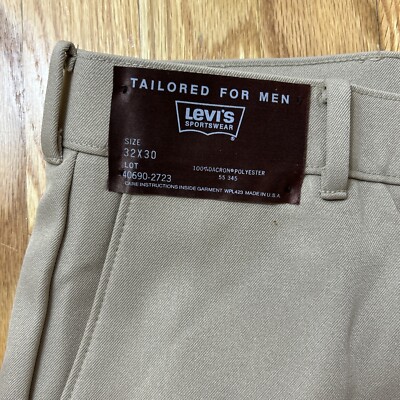 TAILORED FOR MEN
LEVI'S
SPORTSWEAR
SIZE
32X30
LOT
40590-2723
100% DACRON® POLYESTER
55 345
CARE INSTRUCTIONS INSIDE GARMENT WPL423 MADE IN U.S.A